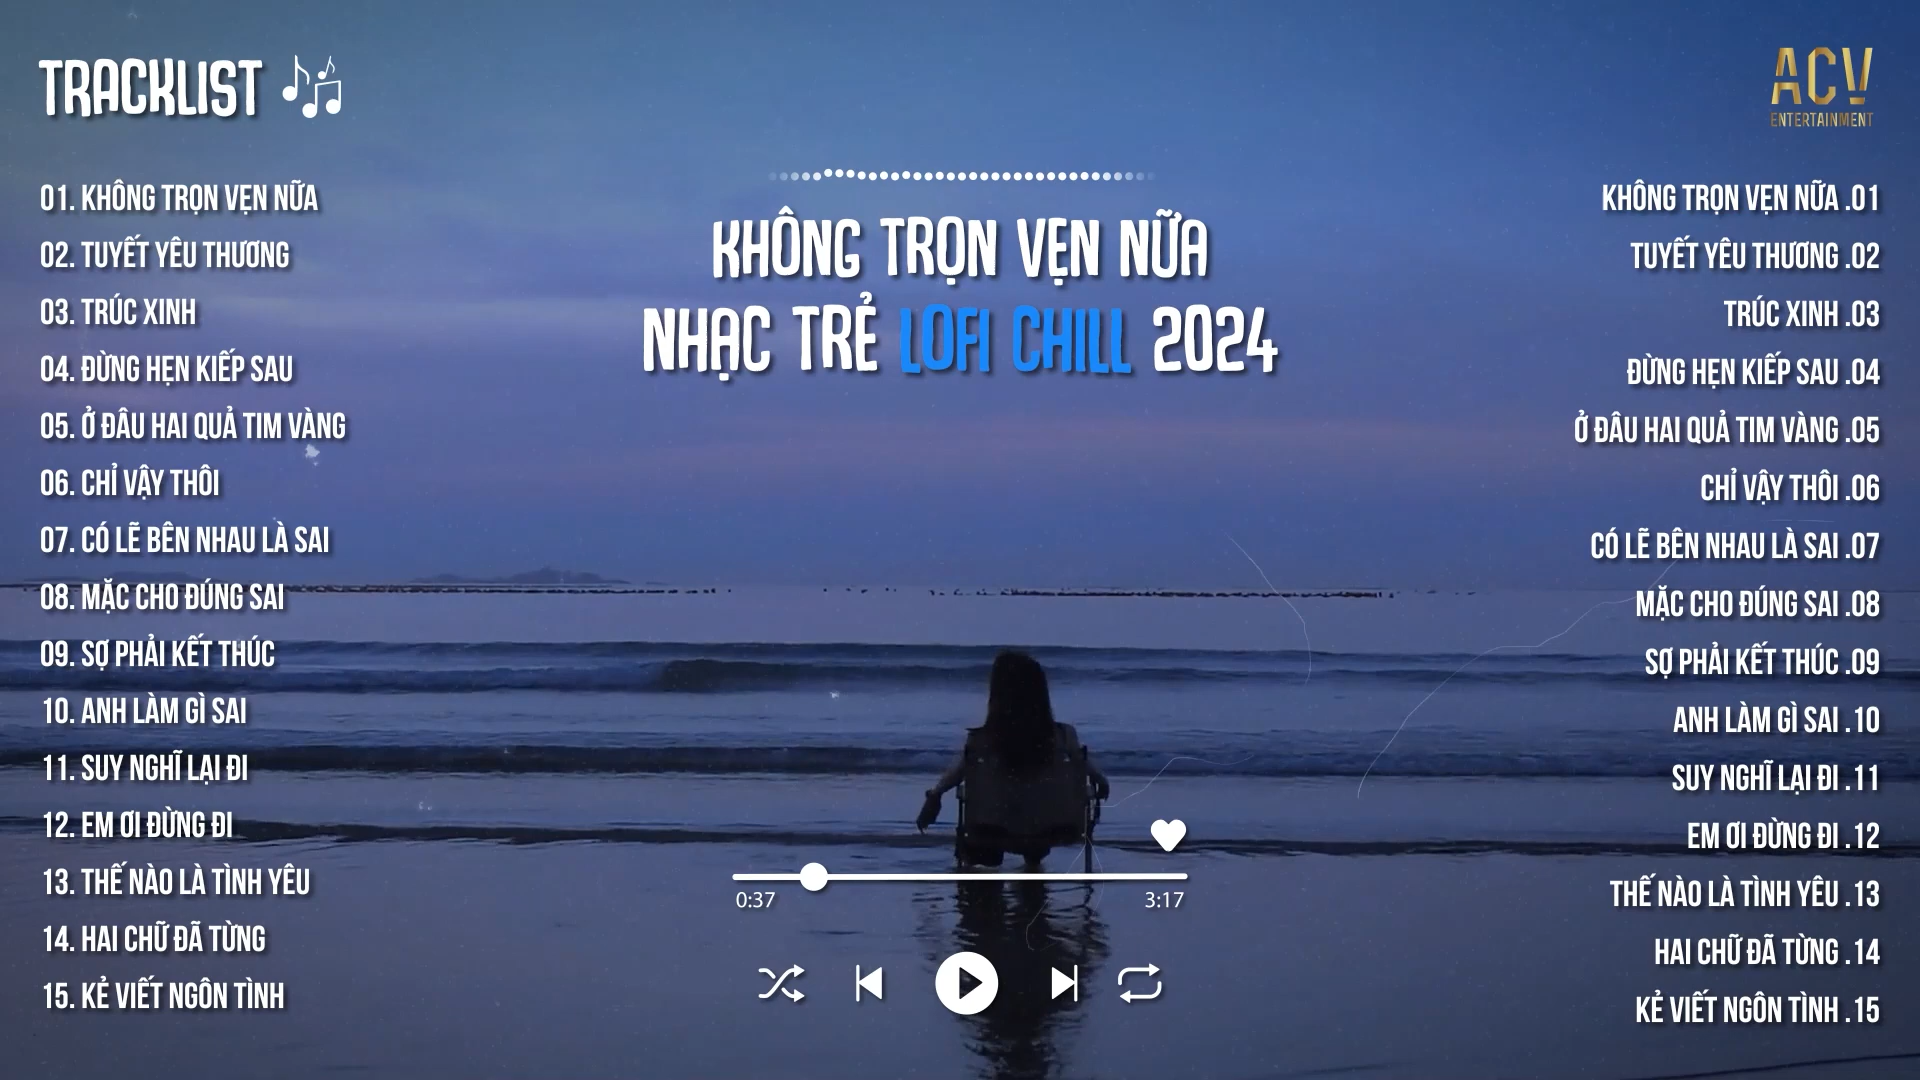 TRACKLIST
ACV
ENTERTAINMENT
KHÔNG TRỌN VẸN NỮA
NHẠC TRẺ LOFI CHILL 2024
01. KHÔNG TRỌN VẸN NỮA
02. TUYẾT YÊU THƯƠNG
03. TRÚC XINH
04. ĐỪNG HẸN KIẾP SAU
05. Ở ĐÂU HAI QUẢ TIM VÀNG
06. CHỈ VẬY THÔI
07. CÓ LẼ BÊN NHAU LÀ SAI
08. MẶC CHO ĐÚNG SAI
09. SỢ PHẢI KẾT THÚC
10. ANH LÀM GÌ SAI
11. SUY NGHĨ LẠI ĐI
12. EM ƠI ĐỪNG ĐI
13. THẾ NÀO LÀ TÌNH YÊU
14. HAI CHỮ ĐÃ TỪNG
15. KẺ VIẾT NGÔN TÌNH
KHÔNG TRỌN VẸN NỮA .01
TUYẾT YÊU THƯƠNG .02
TRÚC XINH .03
ĐỪNG HẸN KIẾP SAU .04
Ở ĐÂU HAI QUẢ TIM VÀNG .05
CHỈ VẬY THÔI .06
CÓ LẼ BÊN NHAU LÀ SAI .07
MẶC CHO ĐÚNG SAI .08
SỢ PHẢI KẾT THÚC .09
ANH LÀM GÌ SAI .10
SUY NGHĨ LẠI ĐI .11
EM ƠI ĐỪNG ĐI .12
THẾ NÀO LÀ TÌNH YÊU .13
HAI CHỮ ĐÃ TỪNG .14
KẺ VIẾT NGÔN TÌNH .15
0:37
3:17